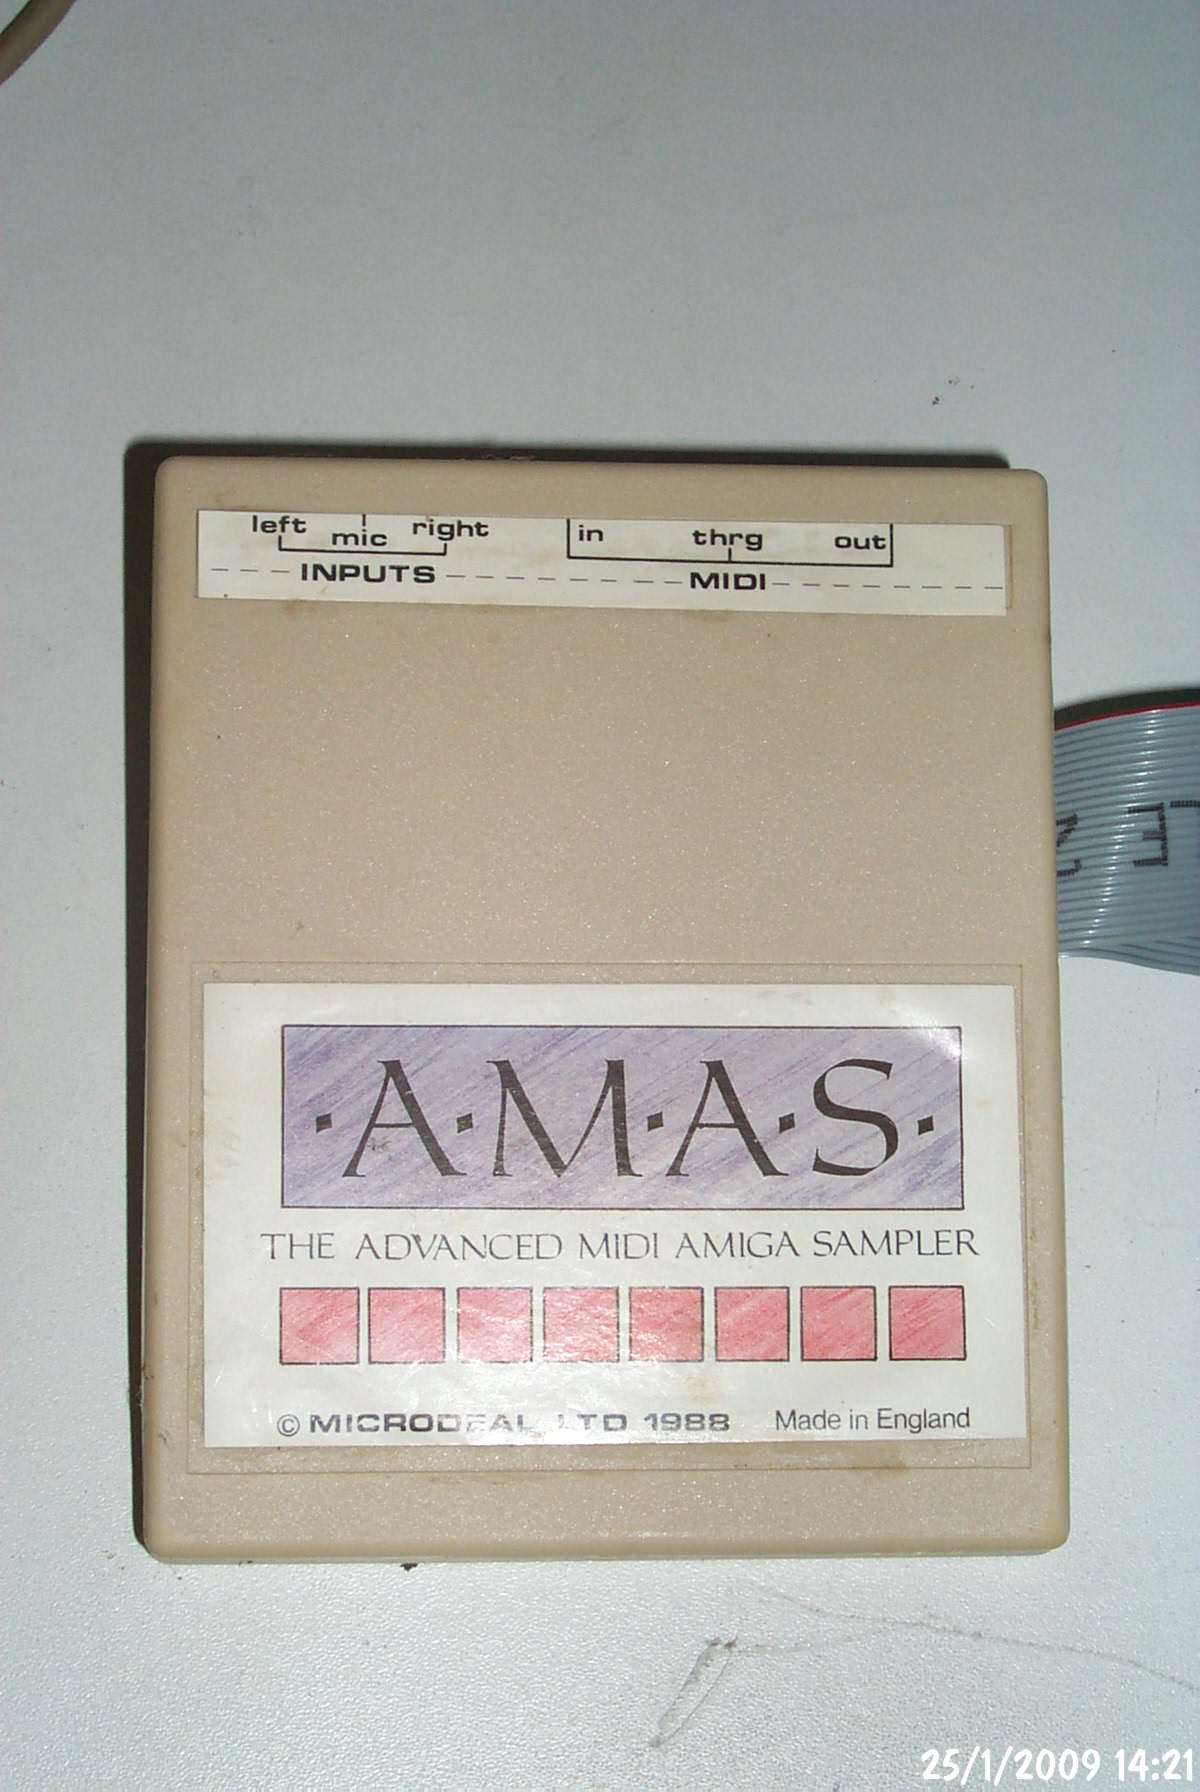 left mic right
in thrg out
INPUTS MIDI
·A·M·A·S·
THE ADVANCED MIDI AMIGA SAMPLER
© MICRODEAL LTD 1988 Made in England
25/1/2009 14:21